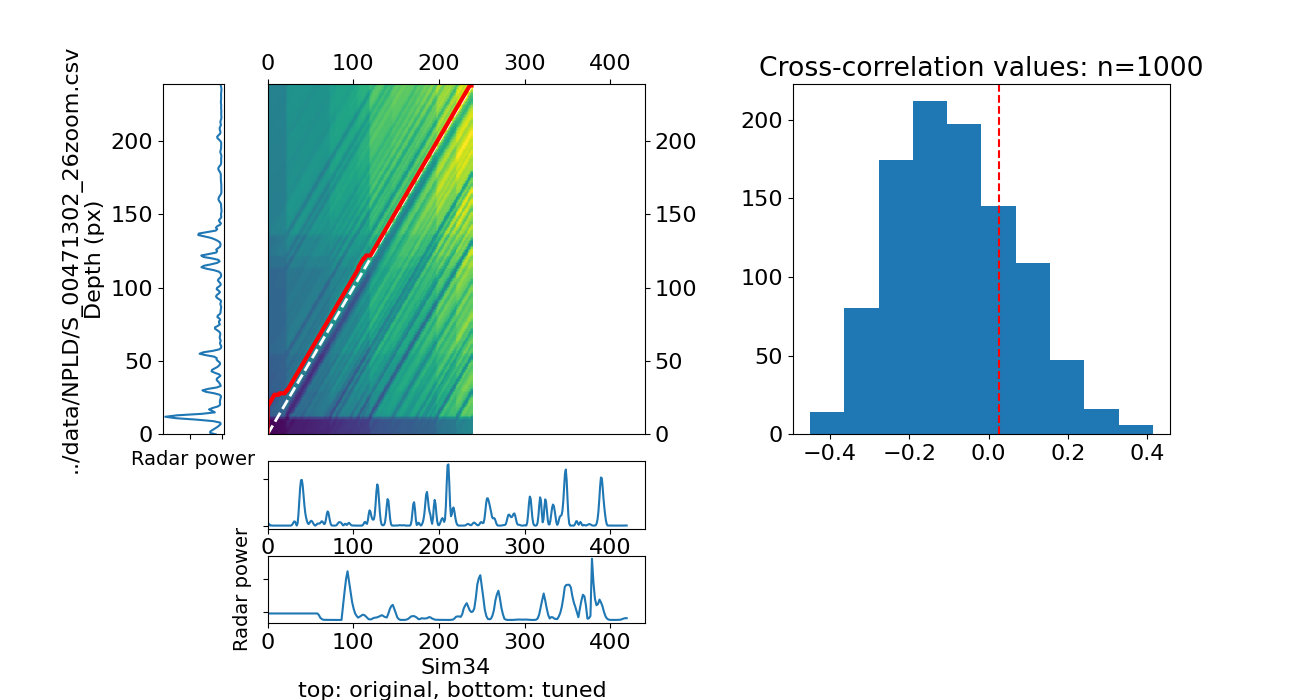 ../data/NPLD/S_00471302_26zoom.csv
Depth (px)
0 100 200 300 400
200
150
100
50
0
Radar power
200
150
100
50
0
0 100 200 300 400
Radar power
0 100 200 300 400
Sim34
top: original, bottom: tuned
Cross-correlation values: n=1000
200
150
100
50
0
−0.4 −0.2 0.0 0.2 0.4